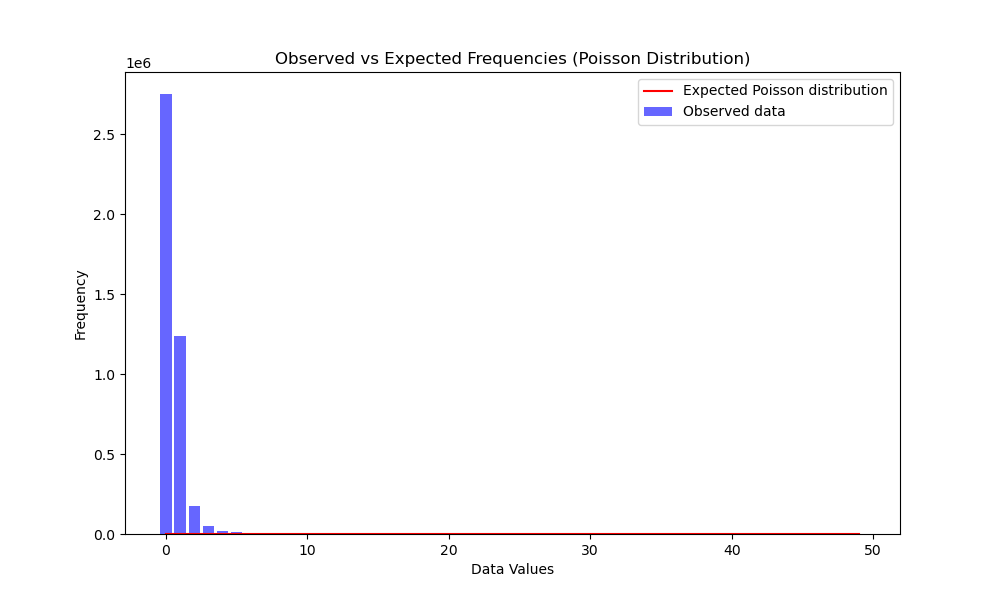 Observed vs Expected Frequencies (Poisson Distribution)
1e6
Expected Poisson distribution
Observed data
2.5
2.0
1.5
1.0
0.5
0.0
Frequency
0 10 20 30 40 50
Data Values